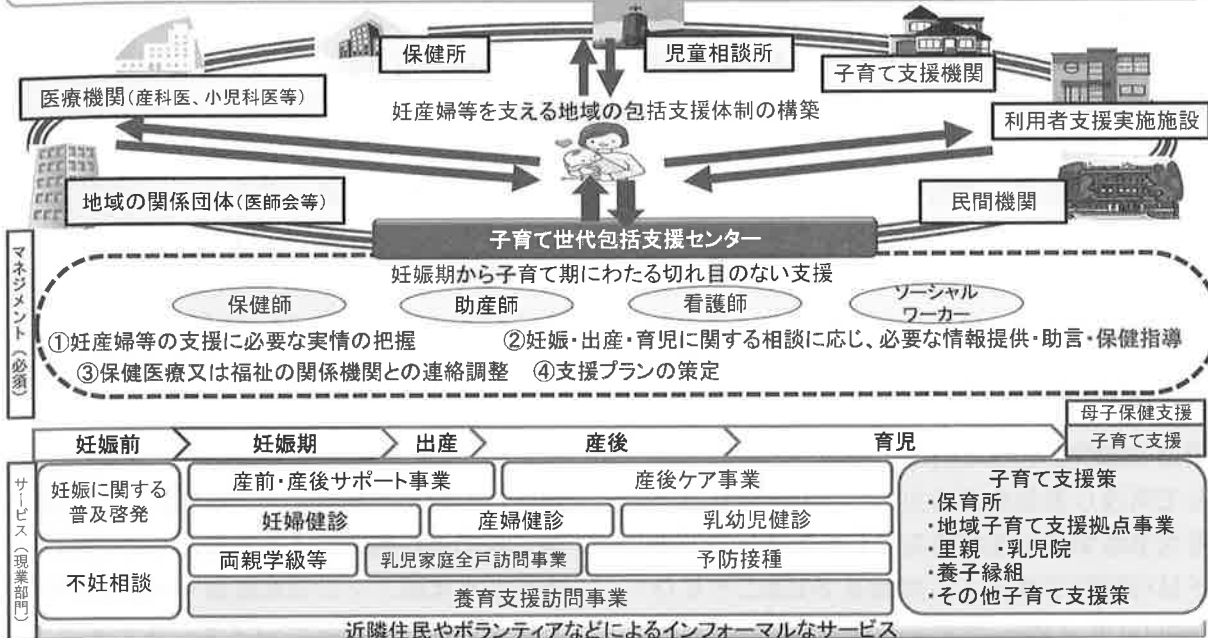 保健所
児童相談所
子育て支援機関
医療機関(産科医、小児科医等)
妊産婦等を支える地域の包括支援体制の構築
利用者支援実施施設
地域の関係団体(医師会等)
民間機関
子育て世代包括支援センター
妊娠期から子育て期にわたる切れ目のない支援
マネジメント(必須)
保健師
助産師
看護師
ソーシャル
ワーカー
①妊産婦等の支援に必要な実情の把握 ②妊娠・出産・育児に関する相談に応じ、必要な情報提供・助言・保健指導
③保健医療又は福祉の関係機関との連絡調整 ④支援プランの策定
母子保健支援
子育て支援
妊娠前
妊娠期
出産
産後
育児
サービス(現業部門)
妊娠に関する
普及啓発
産前・産後サポート事業
産後ケア事業
妊婦健診
産婦健診
乳幼児健診
不妊相談
両親学級等
乳児家庭全戸訪問事業
予防接種
養育支援訪問事業
子育て支援策
・保育所
・地域子育て支援拠点事業
・里親 ・乳児院
・養子縁組
・その他子育て支援策
近隣住民やボランティアなどによるインフォーマルなサービス